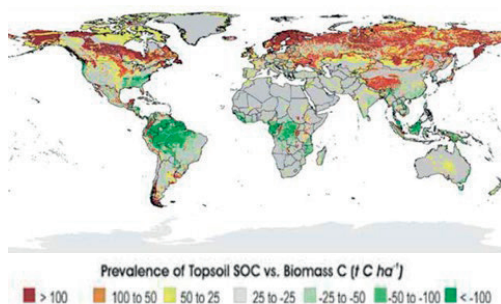 Prevalence of Topsoil SOC vs. Biomass C (t C ha⁻¹)
> 100 100 to 50 50 to 25 25 to -25 -25 to -50 -50 to -100 < -100